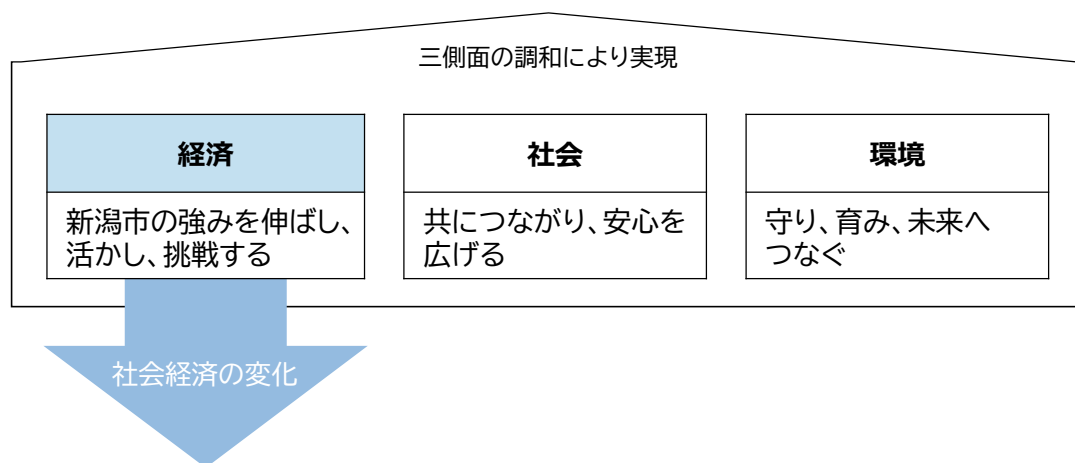 三側面の調和により実現
経済
新潟市の強みを伸ばし、
活かし、挑戦する
社会
共につながり、安心を
広げる
環境
守り、育み、未来へ
つなぐ
社会経済の変化